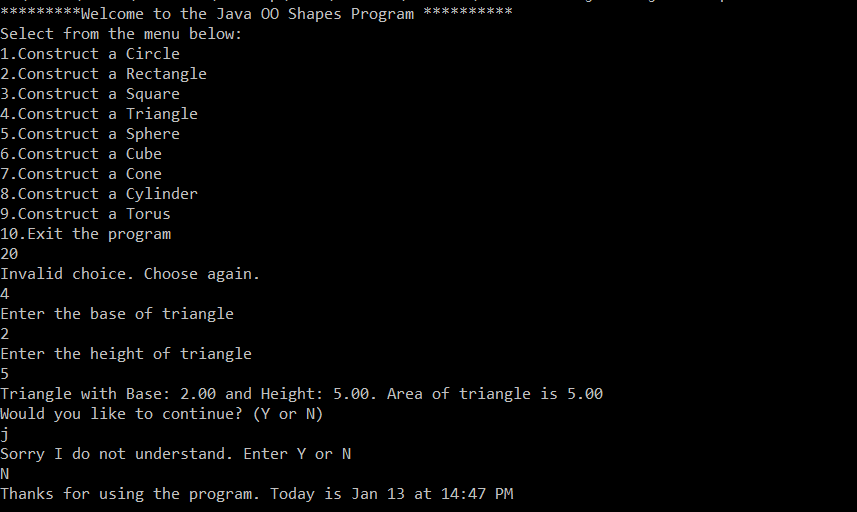 *********Welcome to the Java OO Shapes Program **********
Select from the menu below:
1.Construct a Circle
2.Construct a Rectangle
3.Construct a Square
4.Construct a Triangle
5.Construct a Sphere
6.Construct a Cube
7.Construct a Cone
8.Construct a Cylinder
9.Construct a Torus
10.Exit the program
20
Invalid choice. Choose again.
4
Enter the base of triangle
2
Enter the height of triangle
5
Triangle with Base: 2.00 and Height: 5.00. Area of triangle is 5.00
Would you like to continue? (Y or N)
j
Sorry I do not understand. Enter Y or N
N
Thanks for using the program. Today is Jan 13 at 14:47 PM